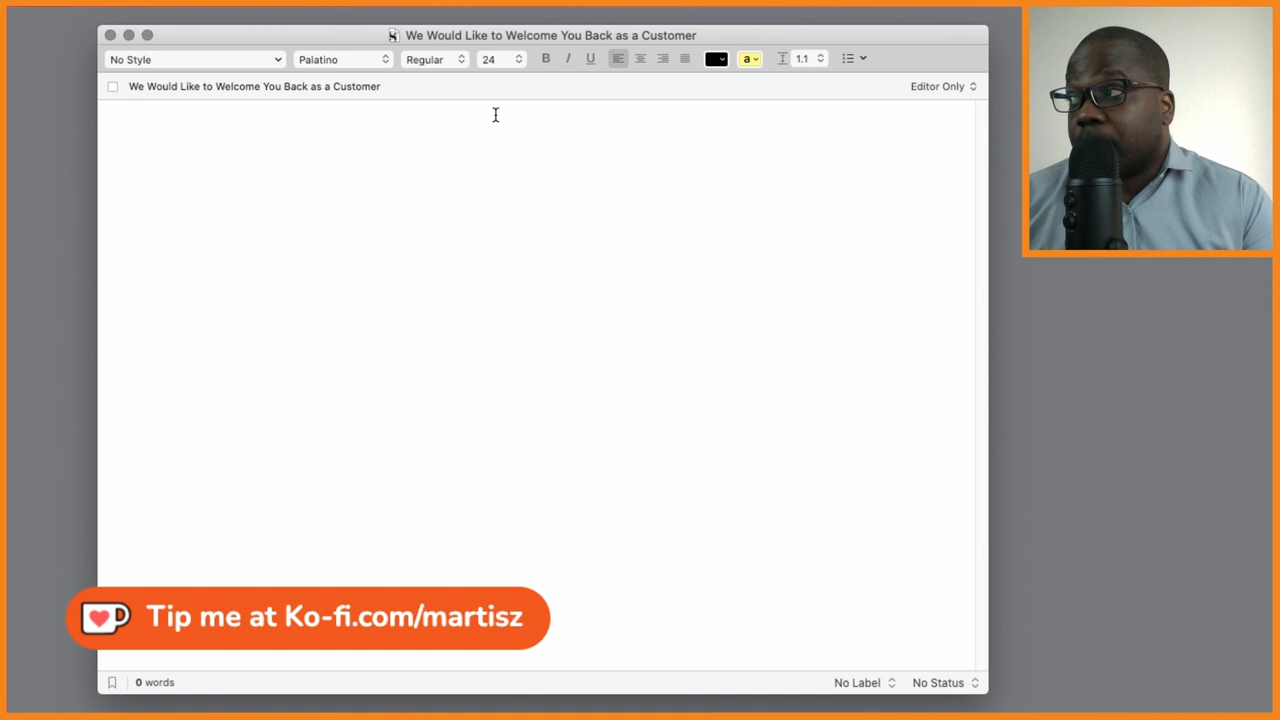 We Would Like to Welcome You Back as a Customer
No Style Palatino Regular 24 B I U a 1.1
We Would Like to Welcome You Back as a Customer Editor Only
Tip me at Ko-fi.com/martisz
0 words No Label No Status